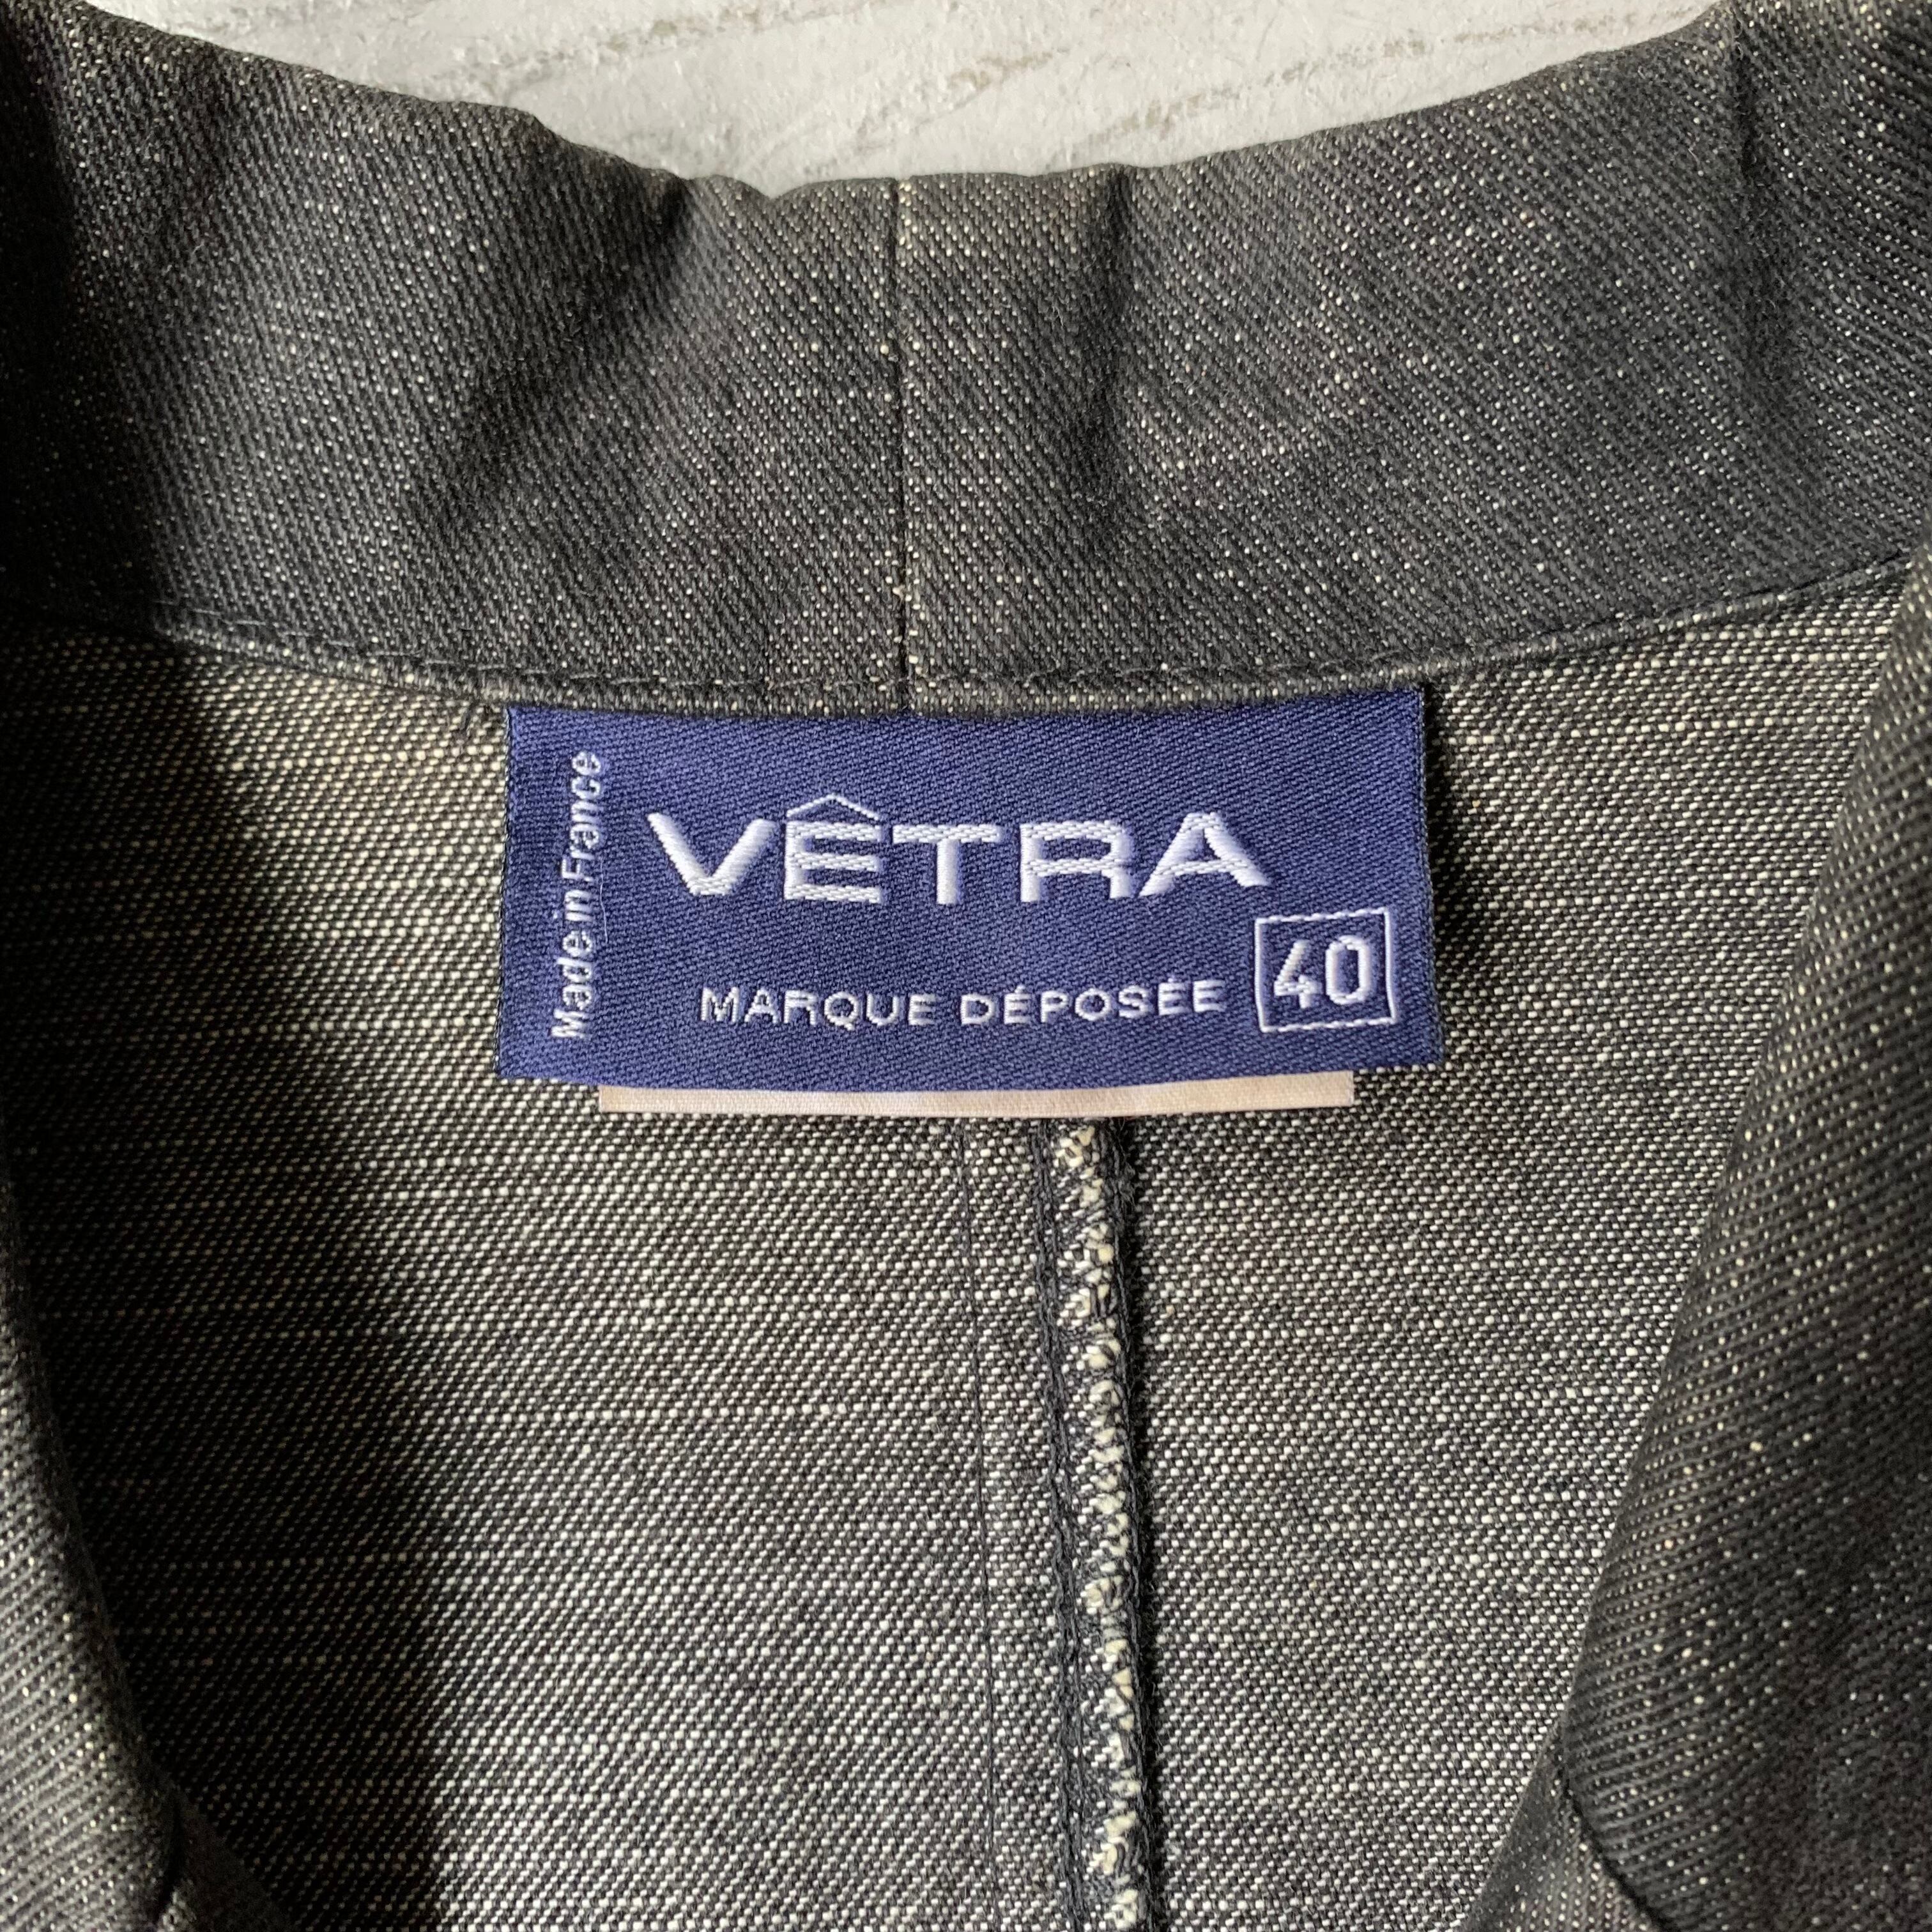 Made in France
VÊTRA
MARQUE DÉPOSÉE
40